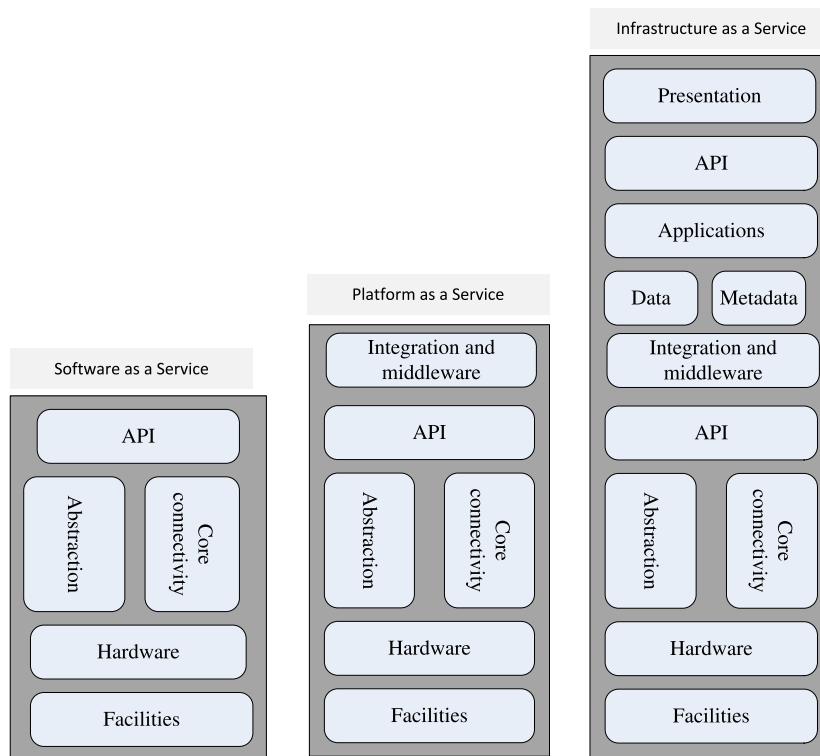 Software as a Service
API
Abstraction
Core
connectivity
Hardware
Facilities
Platform as a Service
Integration and
middleware
API
Abstraction
Core
connectivity
Hardware
Facilities
Infrastructure as a Service
Presentation
API
Applications
Data
Metadata
Integration and
middleware
API
Abstraction
Core
connectivity
Hardware
Facilities